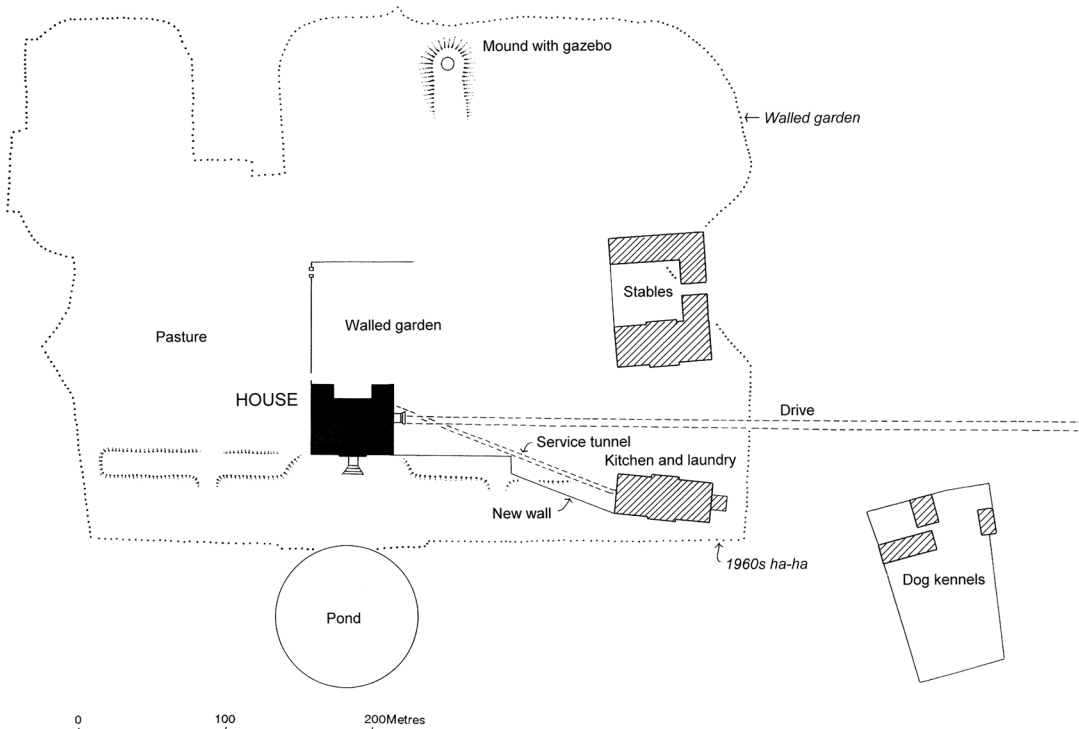 Mound with gazebo
← Walled garden
Stables
Pasture
Walled garden
HOUSE
Drive
Service tunnel
Kitchen and laundry
New wall
1960s ha-ha
Dog kennels
Pond
0 100 200Metres